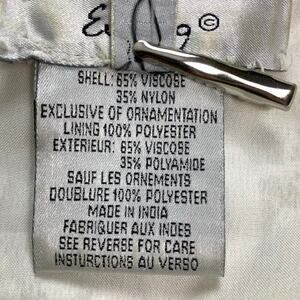 ©
SHELL: 65% VISCOSE
35% NYLON
EXCLUSIVE OF ORNAMENTATION
LINING 100% POLYESTER
EXTERIEUR: 65% VISCOSE
35% POLYAMIDE
SAUF LES ORNEMENTS
DOUBLURE 100% POLYESTER
MADE IN INDIA
FABRIQUER AUX INDES
SEE REVERSE FOR CARE
INSTURCTIONS AU VERSO